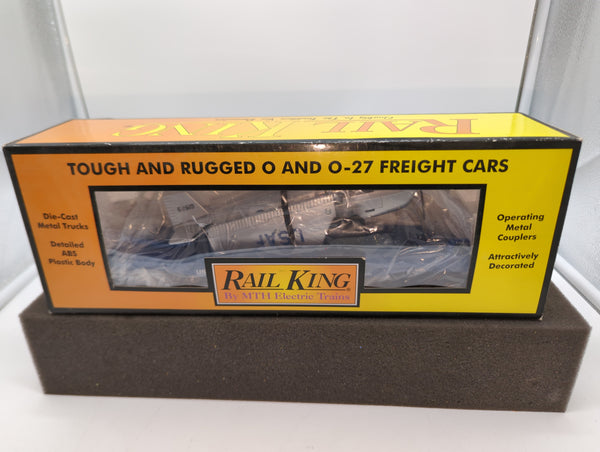 RAIL KING
TOUGH AND RUGGED O AND O-27 FREIGHT CARS
Die-Cast
Metal Trucks
Detailed
ABS
Plastic Body
Operating
Metal
Couplers
Attractively
Decorated
RAIL KING®
By MTH Electric Trains